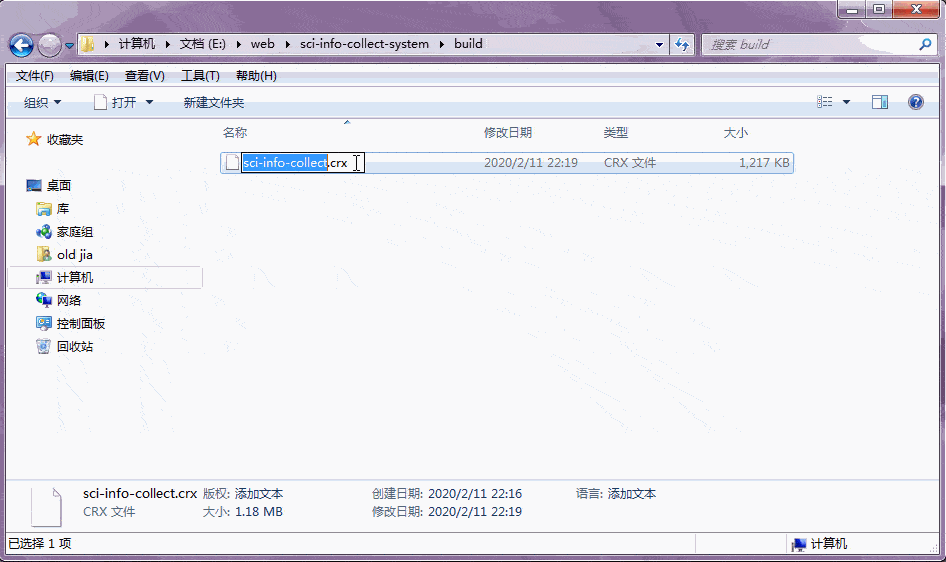 计算机 文档 (E:) web sci-info-collect-system build 搜索 build
文件(F) 编辑(E) 查看(V) 工具(T) 帮助(H)
组织 打开 新建文件夹
名称 修改日期 类型 大小
sci-info-collect.crx 2020/2/11 22:19 CRX 文件 1,217 KB
收藏夹
桌面
库
家庭组
old jia
计算机
网络
控制面板
回收站
sci-info-collect.crx 版权: 添加文本 创建日期: 2020/2/11 22:16 语言: 添加文本
CRX 文件 大小: 1.18 MB 修改日期: 2020/2/11 22:19
已选择 1 项 计算机